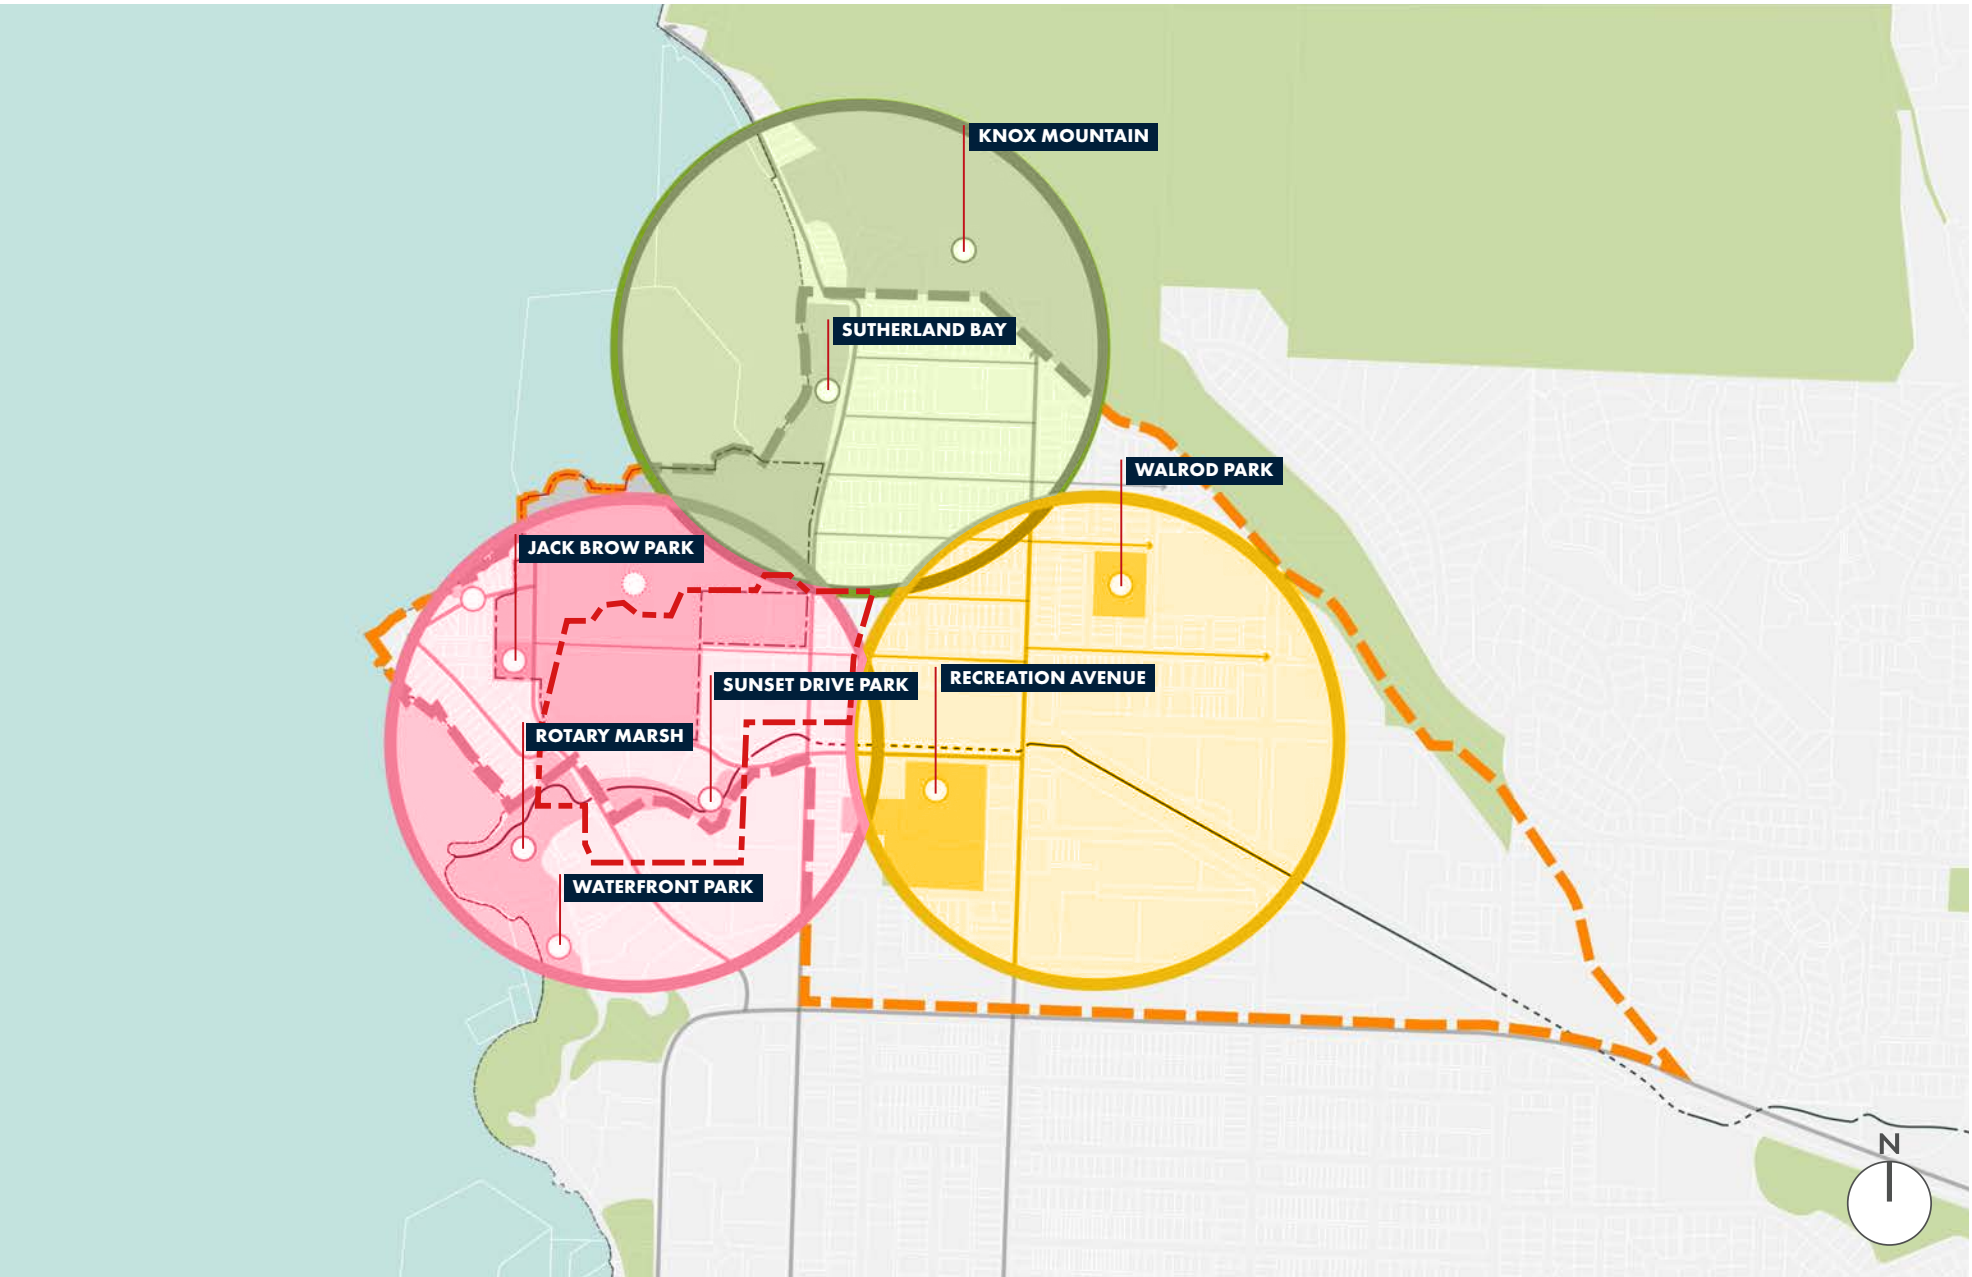 KNOX MOUNTAIN
SUTHERLAND BAY
WALROD PARK
JACK BROW PARK
RECREATION AVENUE
SUNSET DRIVE PARK
ROTARY MARSH
WATERFRONT PARK
N